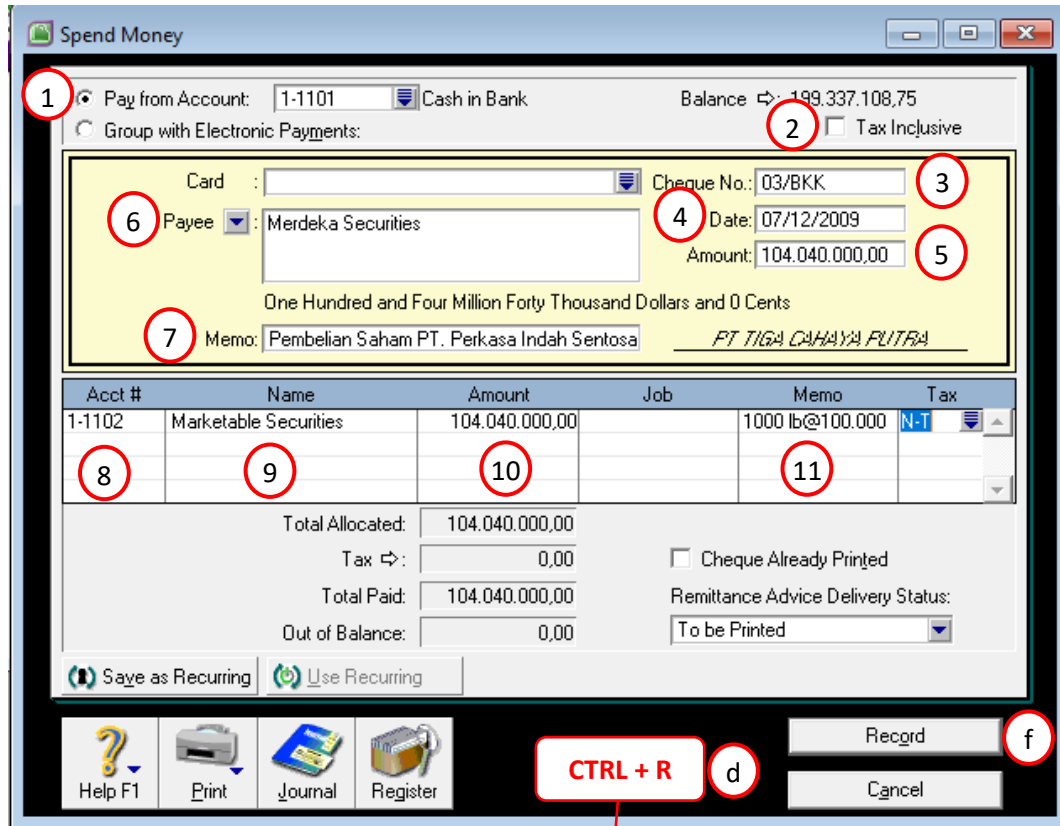 Spend Money
1 Pay from Account: 1-1101 Cash in Bank Balance ⇨: 199.337.108,75
Group with Electronic Payments: 2 Tax Inclusive
Card : Cheque No.: 03/BKK 3
6 Payee : Merdeka Securities 4 Date: 07/12/2009
Amount: 104.040.000,00 5
One Hundred and Four Million Forty Thousand Dollars and 0 Cents
7 Memo: Pembelian Saham PT. Perkasa Indah Sentosa PT TIGA CAHAYA PUTRA
Acct # Name Amount Job Memo Tax
1-1102 Marketable Securities 104.040.000,00 1000 lb@100.000 N-T
8 9 10 11
Total Allocated: 104.040.000,00
Tax ⇨: 0,00 Cheque Already Printed
Total Paid: 104.040.000,00 Remittance Advice Delivery Status:
Out of Balance: 0,00 To be Printed
Save as Recurring Use Recurring
Record f
CTRL + R d
Help F1 Print Journal Register Cancel